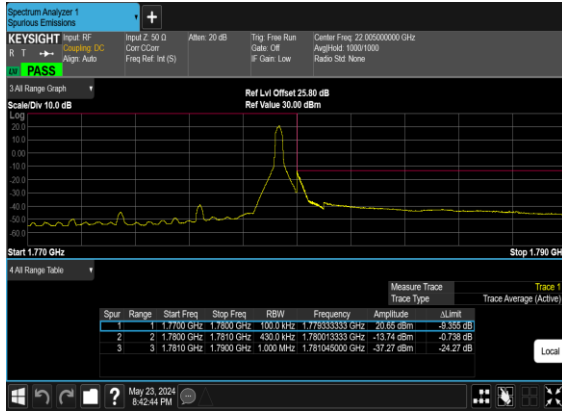 Spectrum Analyzer 1
Spurious Emissions
+
KEYSIGHT Input: RF Input Z: 50 Ω Atten: 20 dB Trig: Free Run Center Freq: 22.005000000 GHz
R T Coupling: DC Corr CCorr Gate: Off Avg|Hold: 1000/1000
Align: Auto Freq Ref: Int (S) IF Gain: Low Radio Std: None
PASS
3 All Range Graph Ref Lvl Offset 25.80 dB
Scale/Div 10.0 dB Ref Value 30.00 dBm
Log
20.0
10.0
0.00
-10.0
-20.0
-30.0
-40.0
-50.0
-60.0
Start 1.770 GHz Stop 1.790 GH
4 All Range Table
Measure Trace Trace 1
Trace Type Trace Average (Active)
Spur Range Start Freq Stop Freq RBW Frequency Amplitude ΔLimit
1 1 1.7700 GHz 1.7800 GHz 100.0 kHz 1.779333333 GHz 20.65 dBm -9.355 dB
2 2 1.7800 GHz 1.7810 GHz 430.0 kHz 1.780013333 GHz -13.74 dBm -0.738 dB
3 3 1.7810 GHz 1.7900 GHz 1.000 MHz 1.781045000 GHz -37.27 dBm -24.27 dB
Local
? May 23, 2024
8:42:44 PM